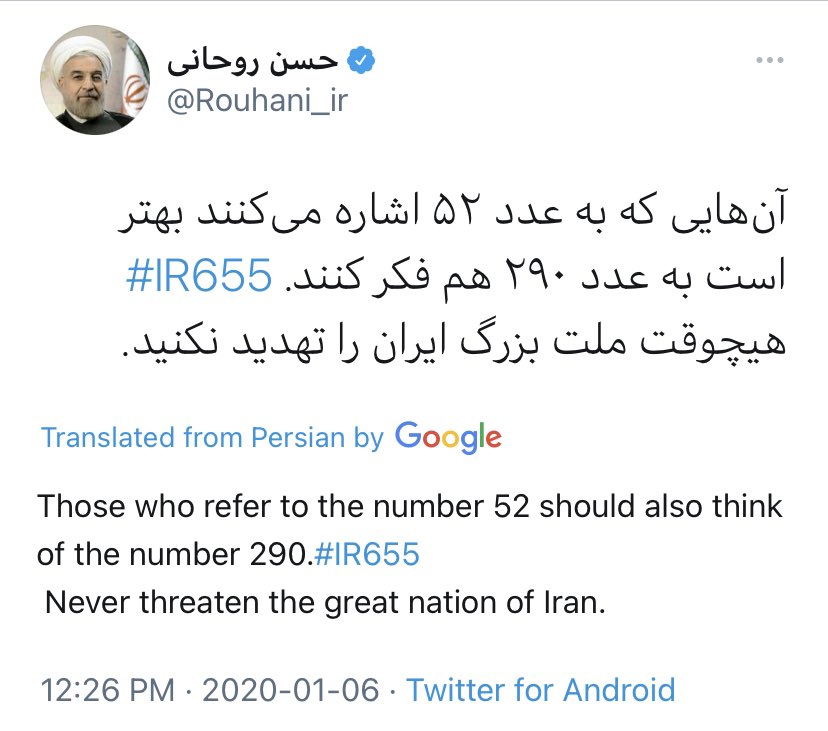 حسن روحانی
@Rouhani_ir
آن‌هایی که به عدد ۵۲ اشاره می‌کنند بهتر
است به عدد ۲۹۰ هم فکر کنند. #IR655
هیچوقت ملت بزرگ ایران را تهدید نکنید.
Translated from Persian by Google
Those who refer to the number 52 should also think
of the number 290.#IR655
Never threaten the great nation of Iran.
12:26 PM · 2020-01-06 · Twitter for Android